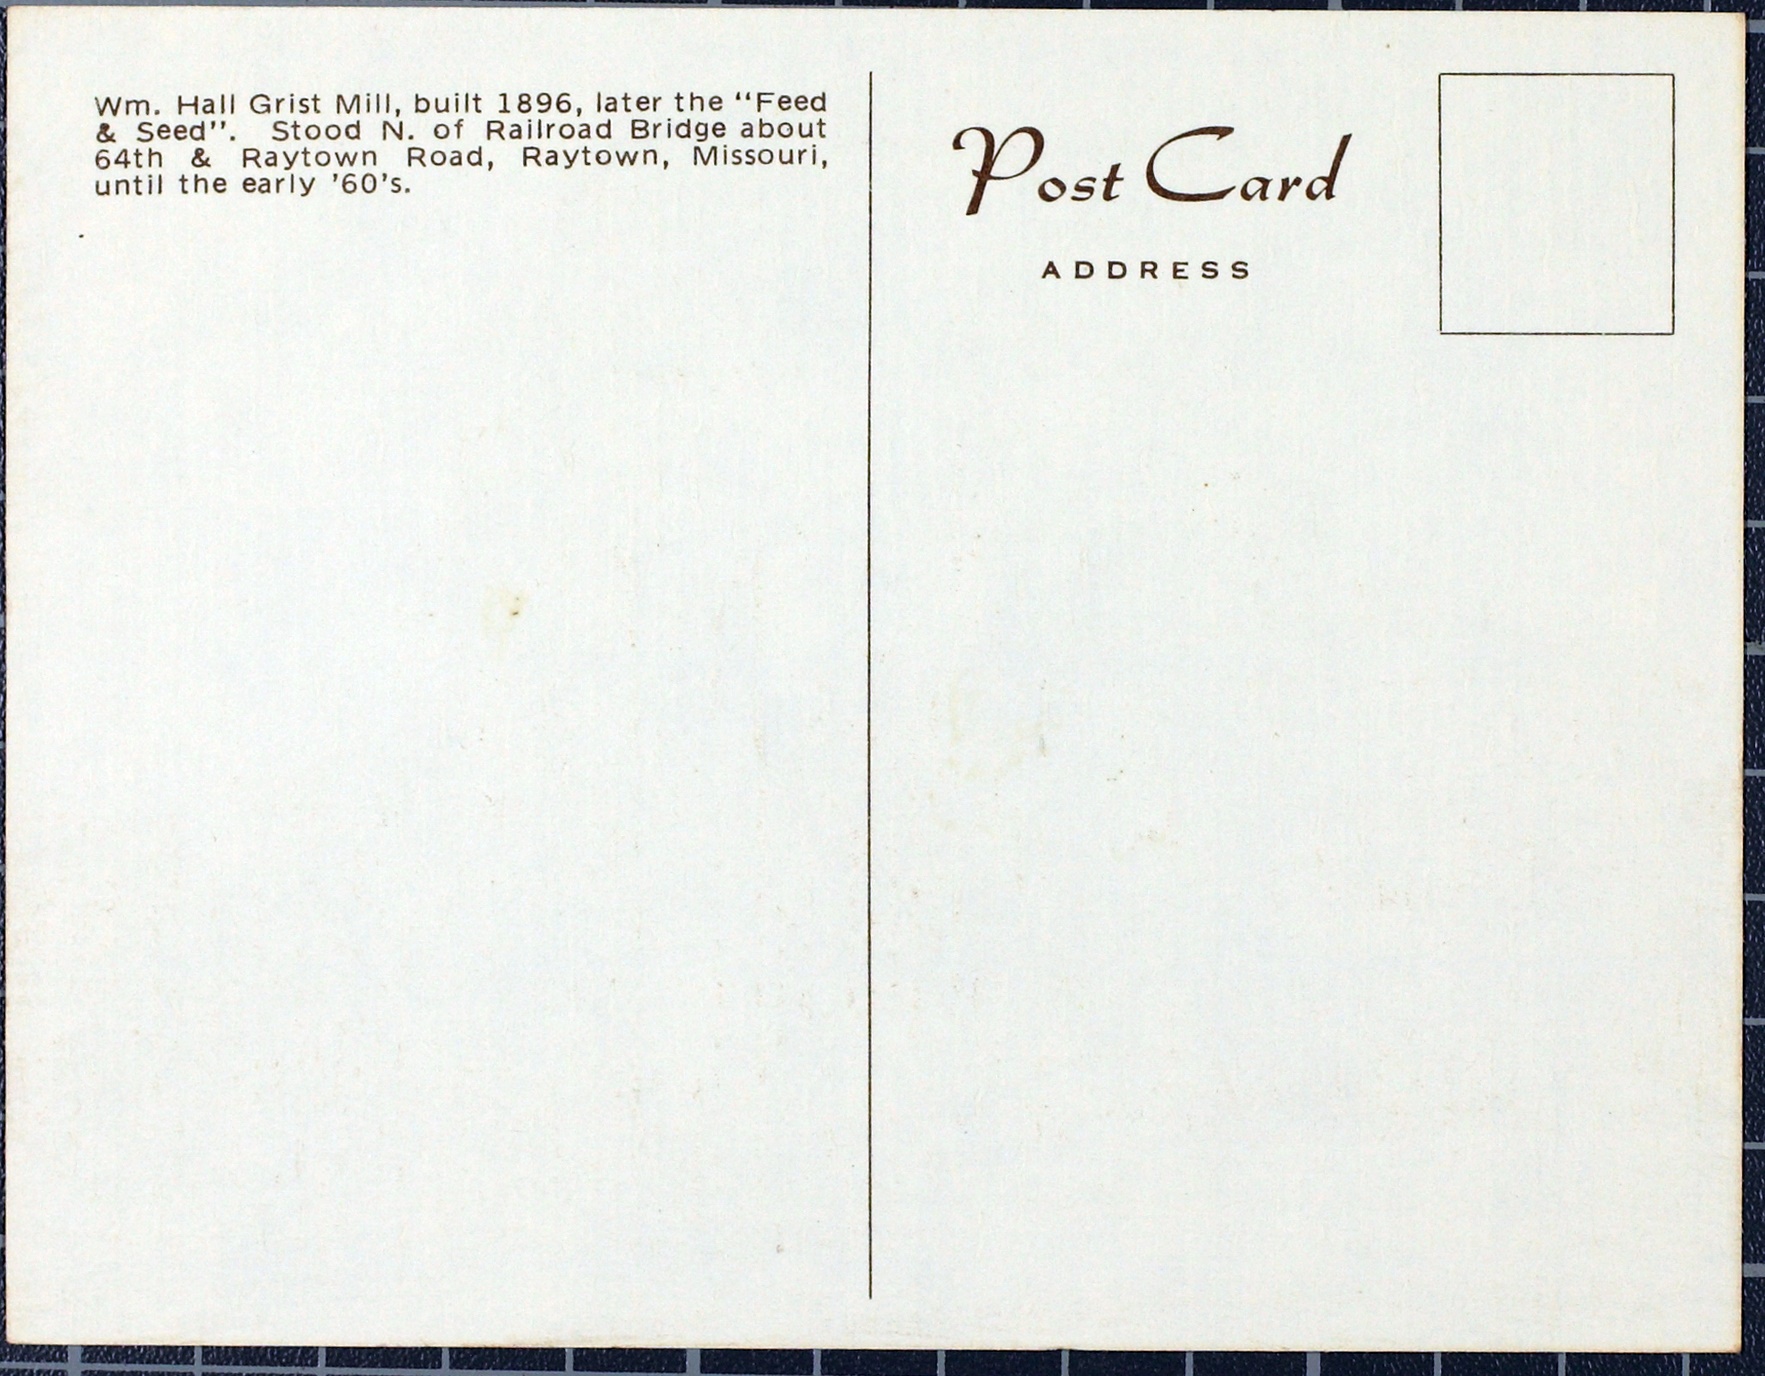 Wm. Hall Grist Mill, built 1896, later the “Feed
& Seed”. Stood N. of Railroad Bridge about
64th & Raytown Road, Raytown, Missouri,
until the early ’60’s.
Post Card
ADDRESS